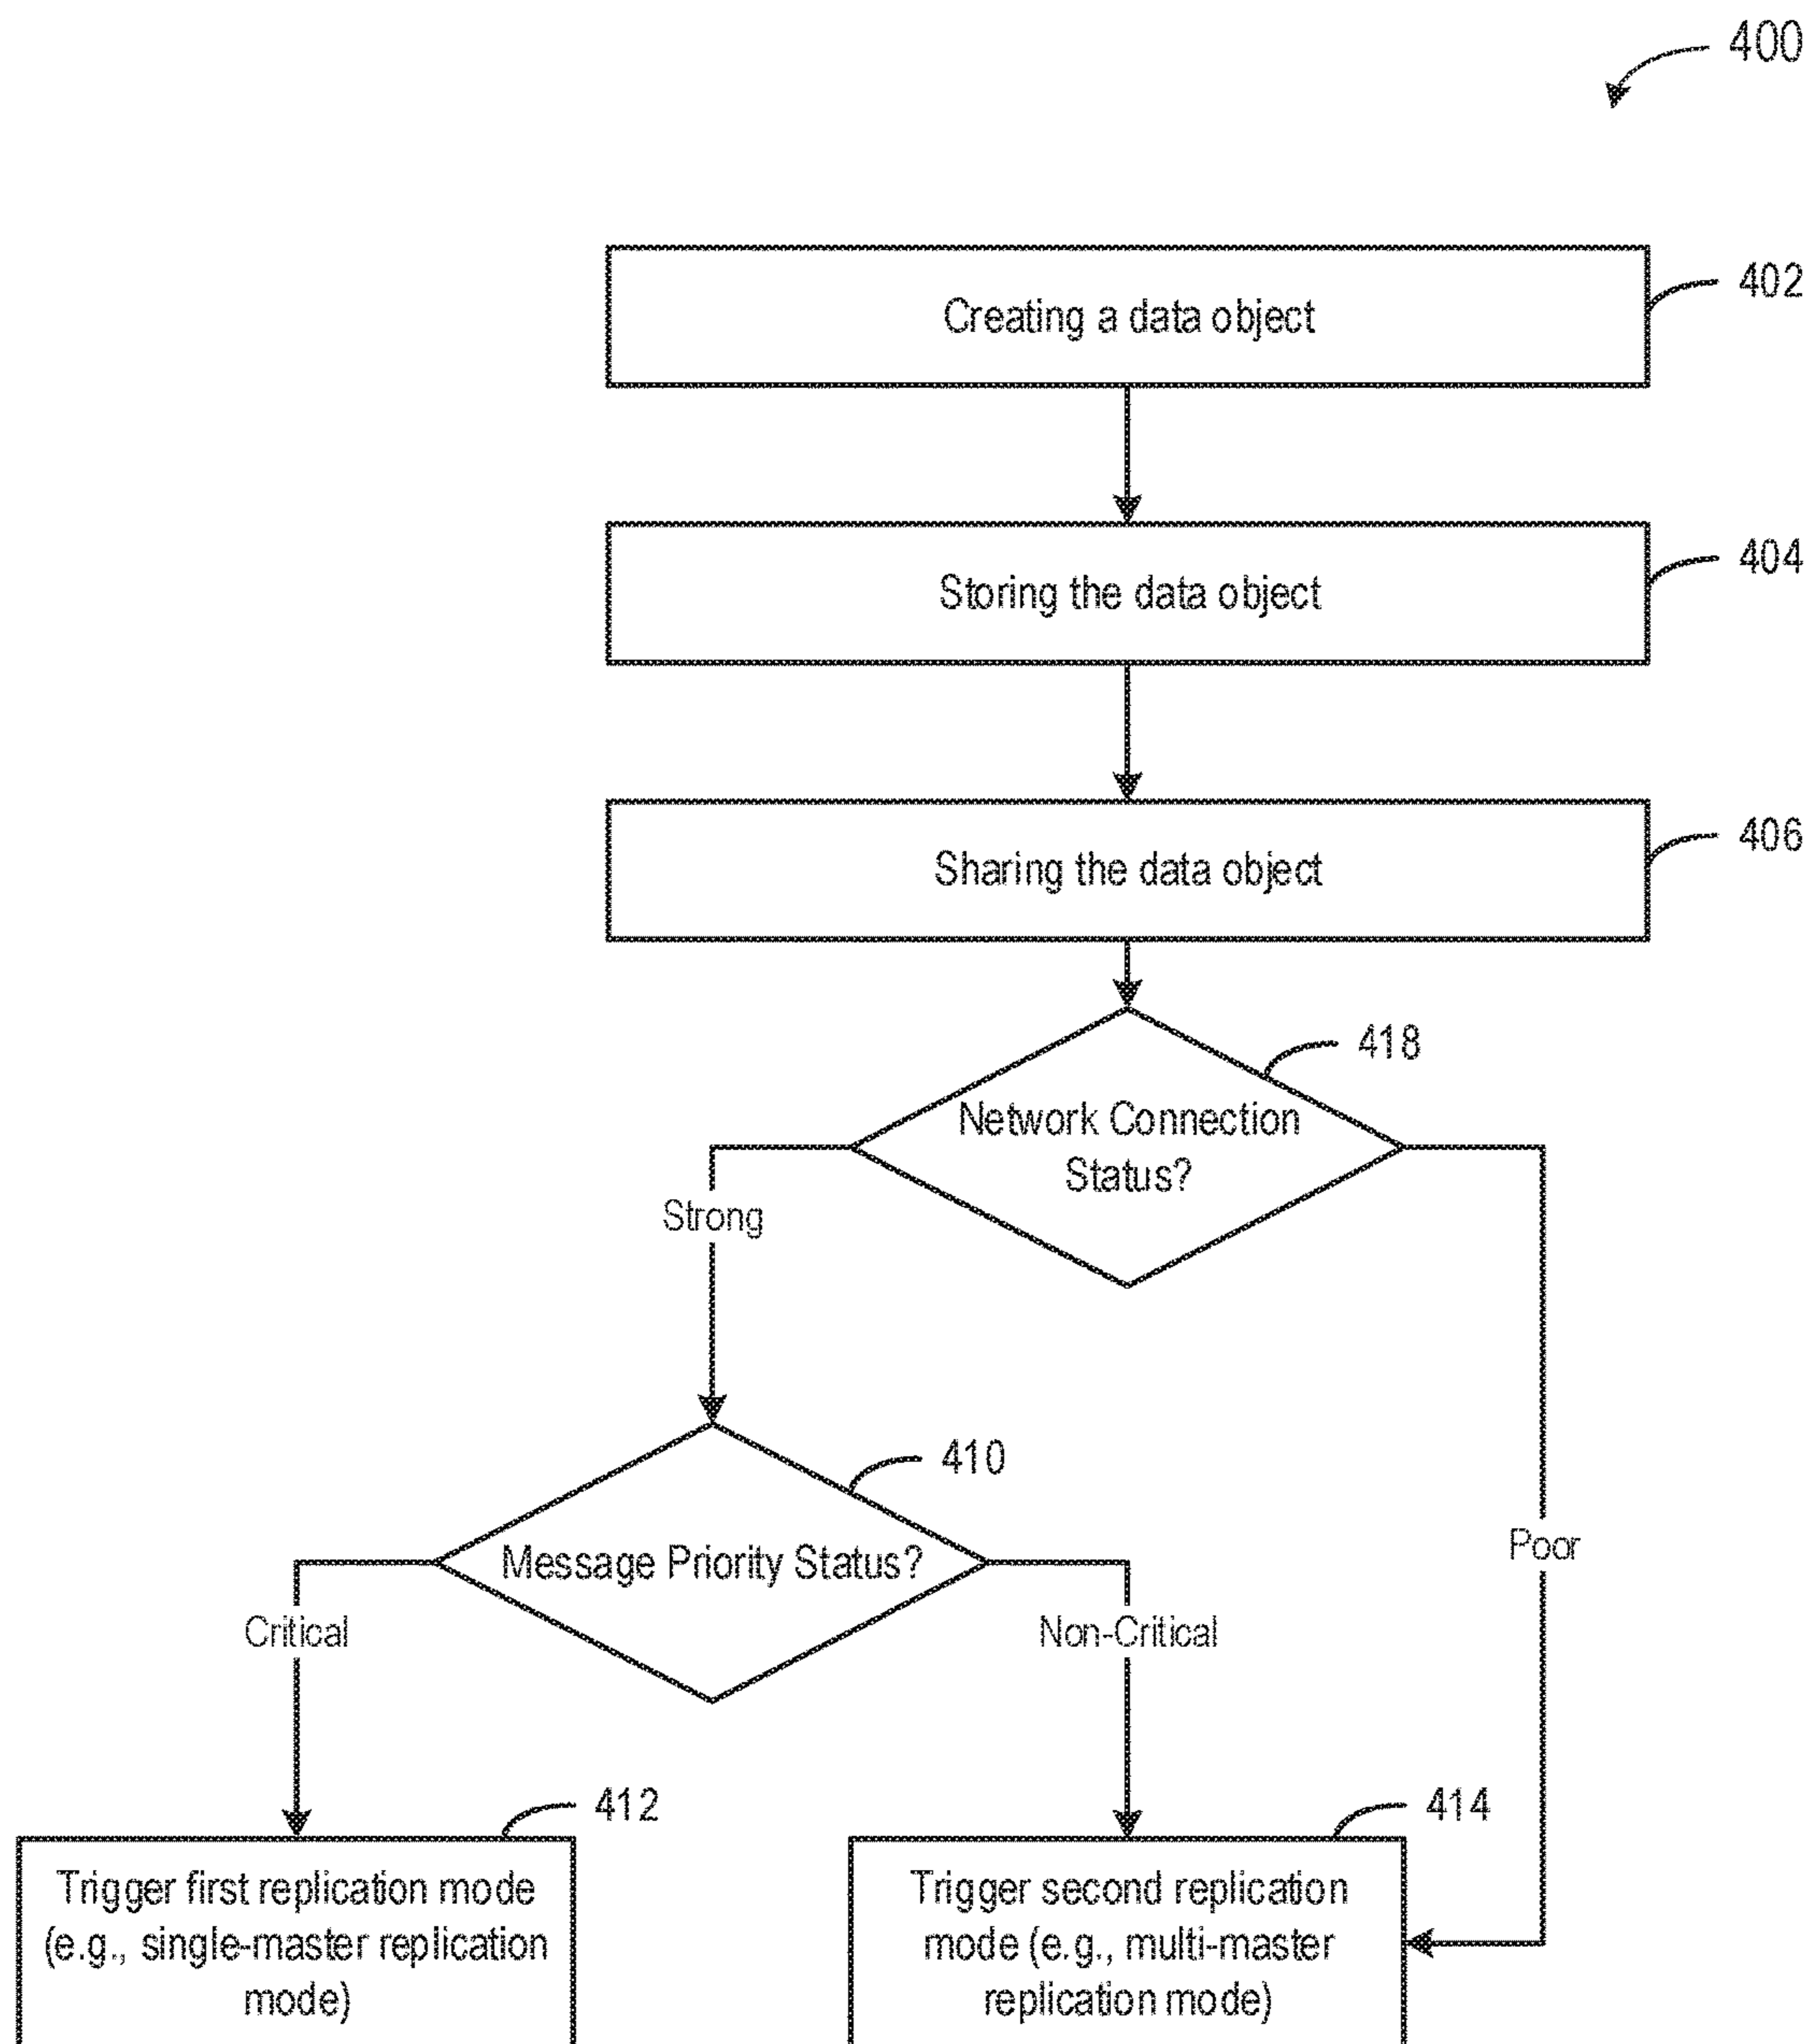 400
Creating a data object
402
Storing the data object
404
Sharing the data object
406
418
Network Connection
Status?
Strong
Poor
410
Message Priority Status?
Critical
Non-Critical
412
Trigger first replication mode
(e.g., single-master replication
mode)
414
Trigger second replication
mode (e.g., multi-master
replication mode)